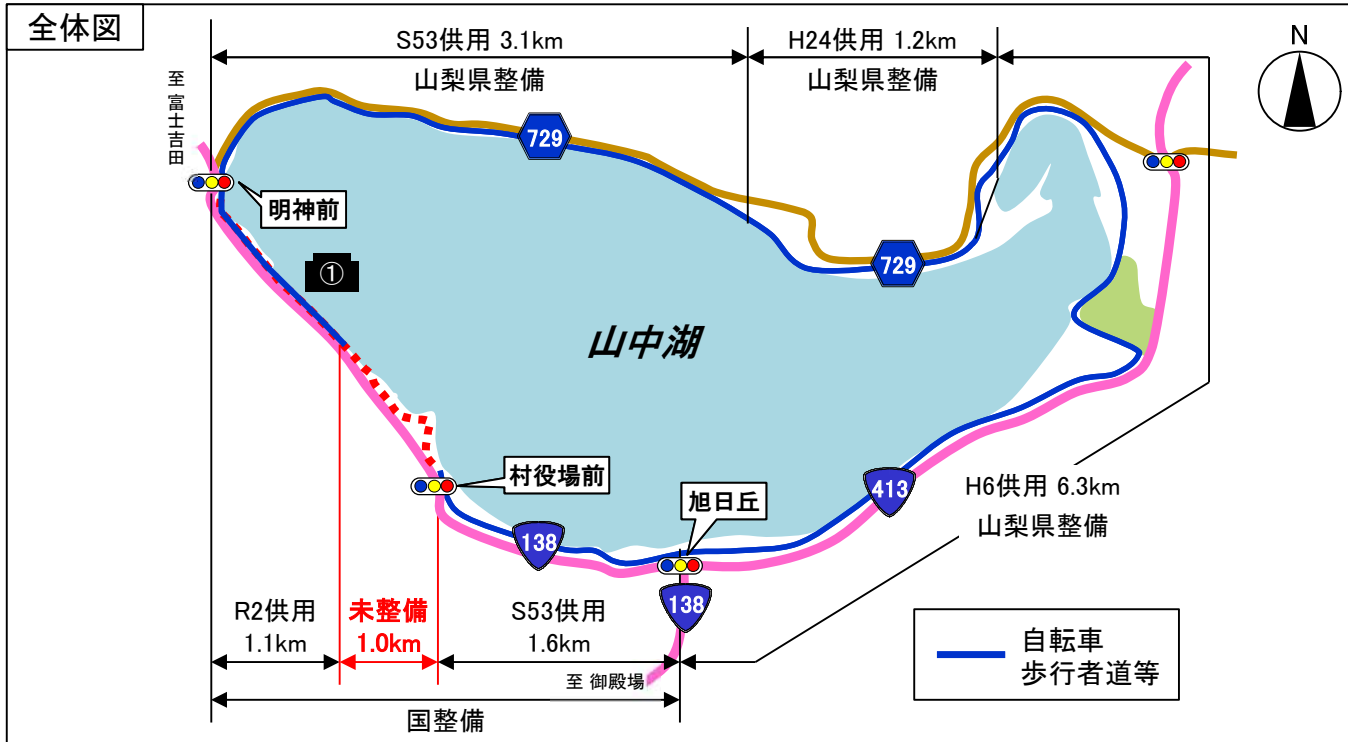 全体図
S53供用 3.1km
山梨県整備
H24供用 1.2km
山梨県整備
N
至 富士吉田
729
明神前
①
729
山中湖
村役場前
旭日丘
413
H6供用 6.3km
山梨県整備
138
138
R2供用
1.1km
未整備
1.0km
S53供用
1.6km
至 御殿場
国整備
自転車
歩行者道等